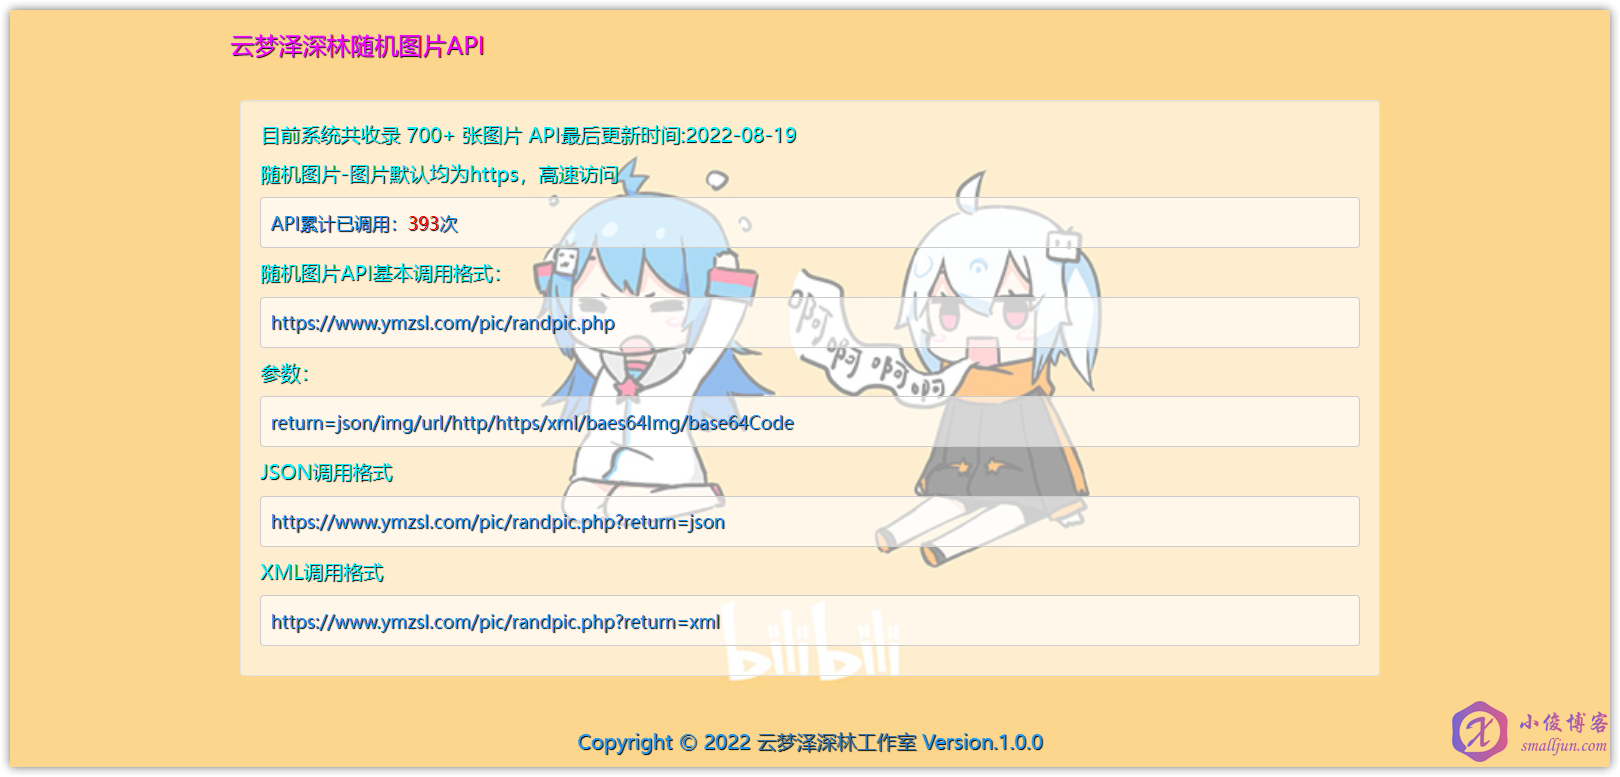 云梦泽深林随机图片API
目前系统共收录 700+ 张图片 API最后更新时间:2022-08-19
随机图片-图片默认均为https，高速访问
API累计已调用：393次
随机图片API基本调用格式：
https://www.ymzsl.com/pic/randpic.php
啊啊啊啊
参数：
return=json/img/url/http/https/xml/baes64Img/base64Code
JSON调用格式
https://www.ymzsl.com/pic/randpic.php?return=json
XML调用格式
https://www.ymzsl.com/pic/randpic.php?return=xml
bilibili
Copyright © 2022 云梦泽深林工作室 Version.1.0.0
小俊博客
smalljun.com